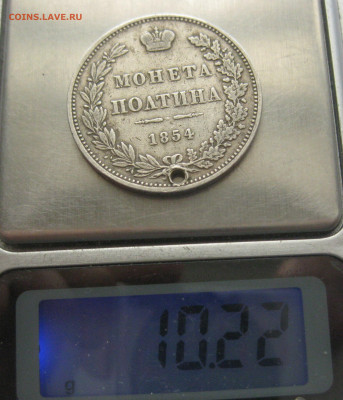 COINS.LAVE.RU
МОНЕТА
ПОЛТИНА
1854
10.22
g